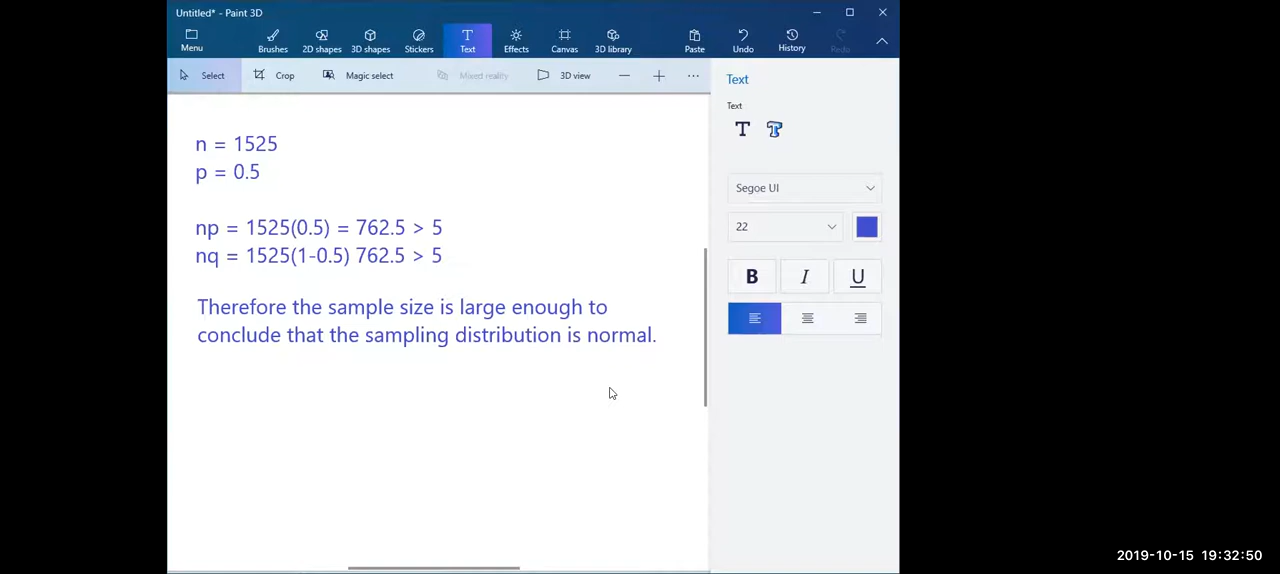 Untitled* - Paint 3D
Menu
Brushes
2D shapes
3D shapes
Stickers
Text
Effects
Canvas
3D library
Paste
Undo
History
Redo
Select
Crop
Magic select
Mixed reality
3D view
Text
Text
Segoe UI
22
B I U
n = 1525
p = 0.5
np = 1525(0.5) = 762.5 > 5
nq = 1525(1-0.5) 762.5 > 5
Therefore the sample size is large enough to
conclude that the sampling distribution is normal.
2019-10-15 19:32:50